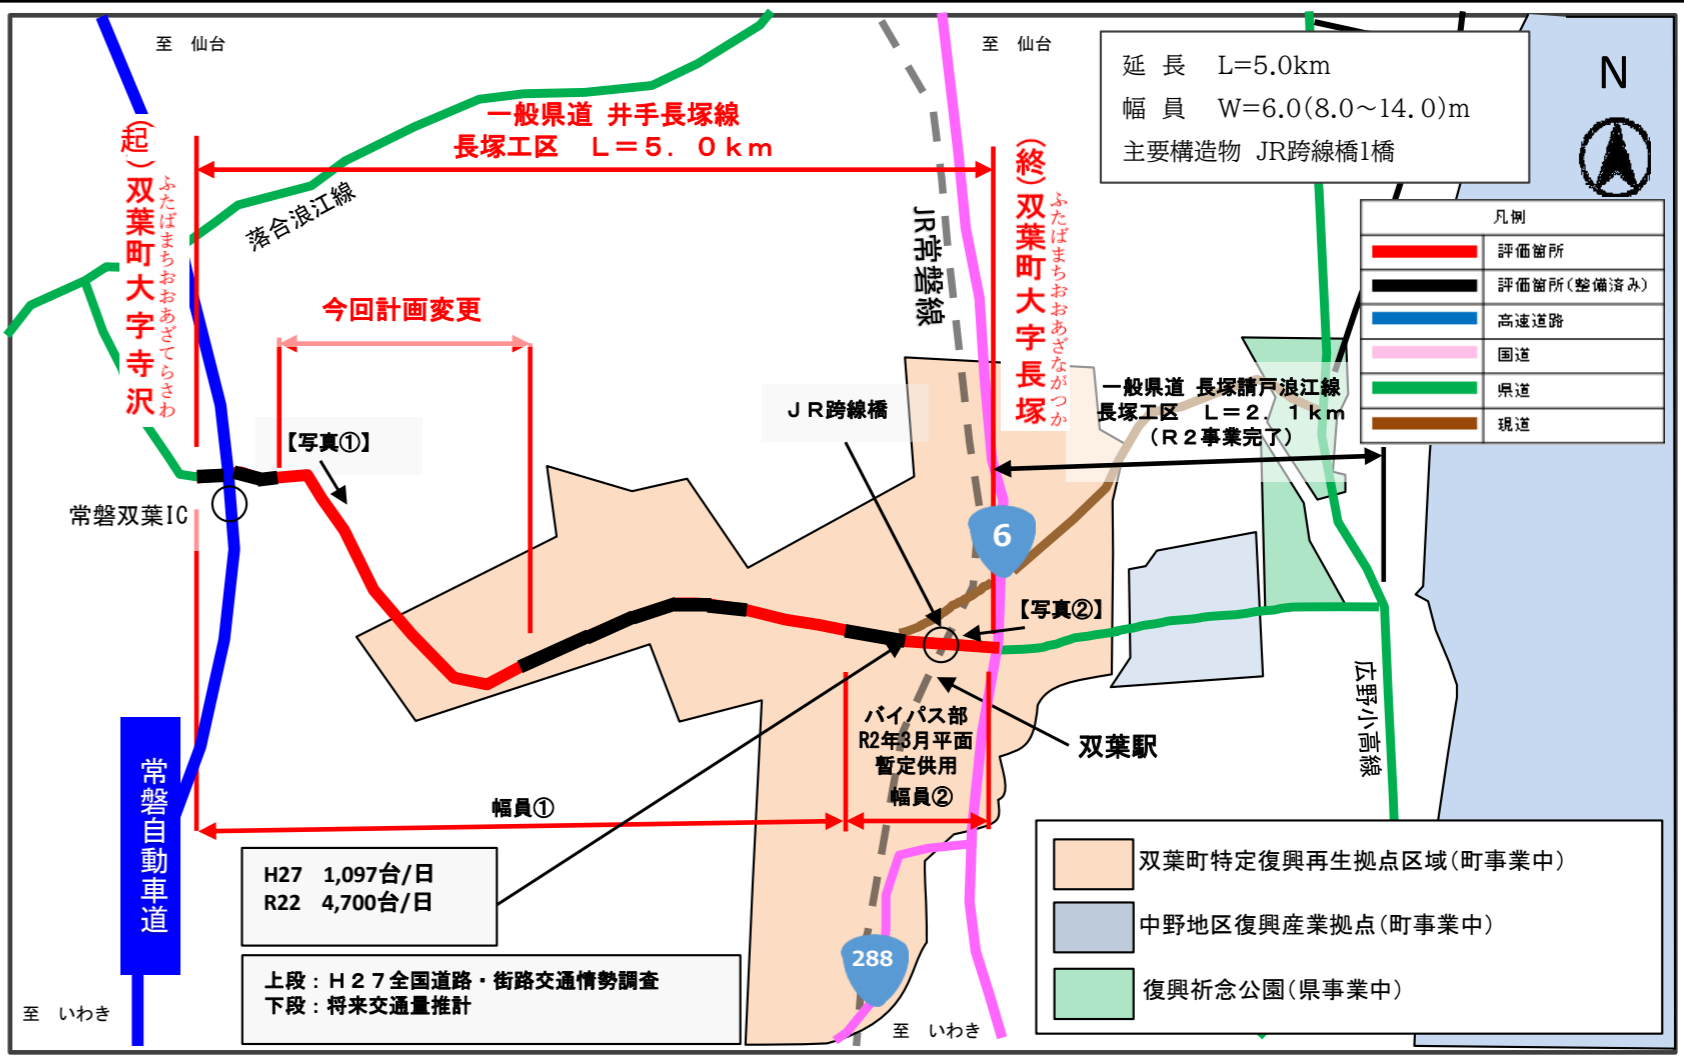 至　仙台
至　仙台
延　長　L=5.0km
幅　員　W=6.0(8.0～14.0)m
主要構造物　JR跨線橋1橋
N
一般県道 井手長塚線
長塚工区　Ｌ＝５．０ｋｍ
(起)双葉町大字寺沢
ふたばまちおおあざてらさわ
(終)双葉町大字長塚
ふたばまちおおあざながつか
落合浪江線
JR常磐線
今回計画変更
凡例
評価箇所
評価箇所(整備済み)
高速道路
国道
県道
現道
一般県道 長塚請戸浪江線
長塚工区　Ｌ＝２．１ｋｍ
（Ｒ２事業完了）
ＪＲ跨線橋
【写真①】
常磐双葉IC
6
【写真②】
広野小高線
バイパス部
R2年3月平面
暫定供用
双葉駅
幅員①
幅員②
常磐自動車道
H27　1,097台/日
R22　4,700台/日
上段：Ｈ２７全国道路・街路交通情勢調査
下段：将来交通量推計
288
双葉町特定復興再生拠点区域(町事業中)
中野地区復興産業拠点(町事業中)
復興祈念公園(県事業中)
至　いわき
至　いわき